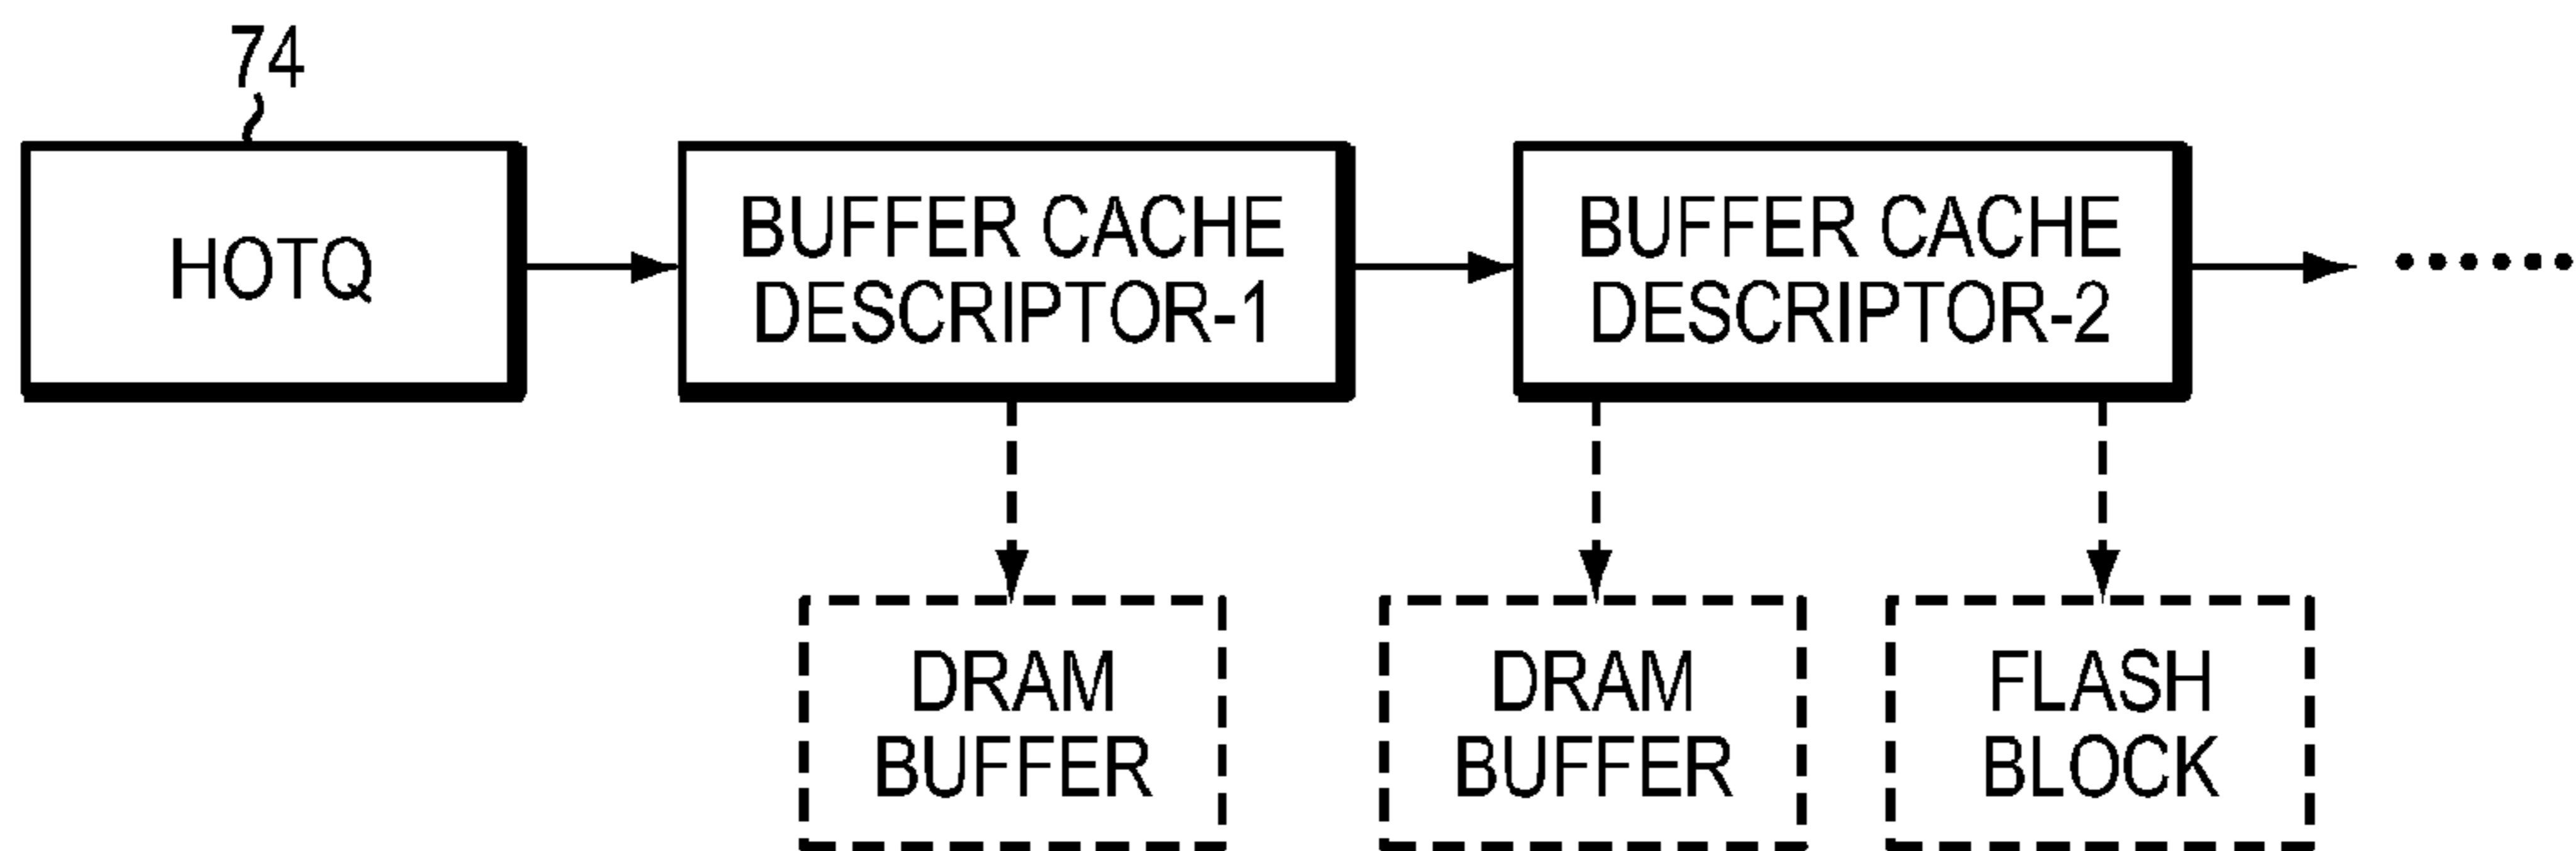 74
HOTQ
BUFFER CACHE
DESCRIPTOR-1
BUFFER CACHE
DESCRIPTOR-2
......
DRAM
BUFFER
DRAM
BUFFER
FLASH
BLOCK